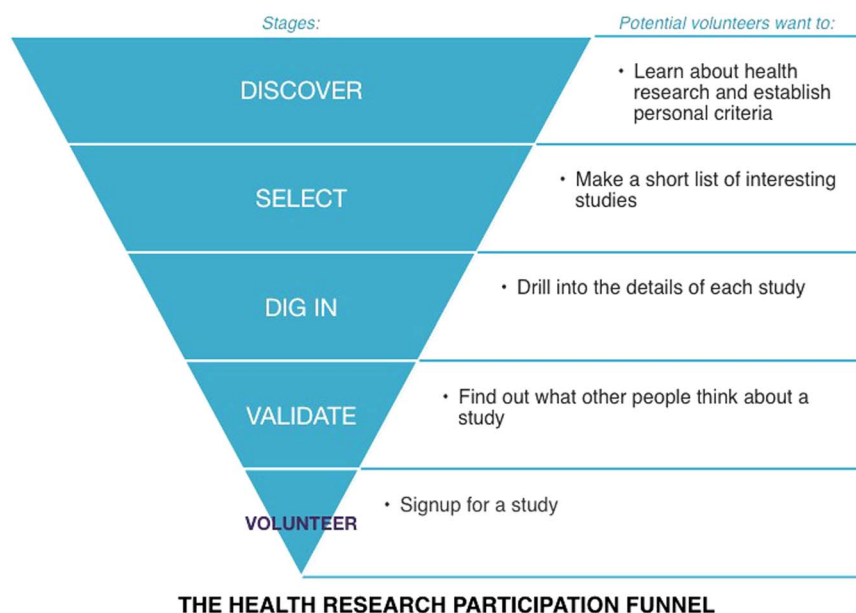 Stages:
Potential volunteers want to:
DISCOVER
• Learn about health
research and establish
personal criteria
SELECT
• Make a short list of interesting
studies
DIG IN
• Drill into the details of each study
VALIDATE
• Find out what other people think about a
study
VOLUNTEER
• Signup for a study
THE HEALTH RESEARCH PARTICIPATION FUNNEL